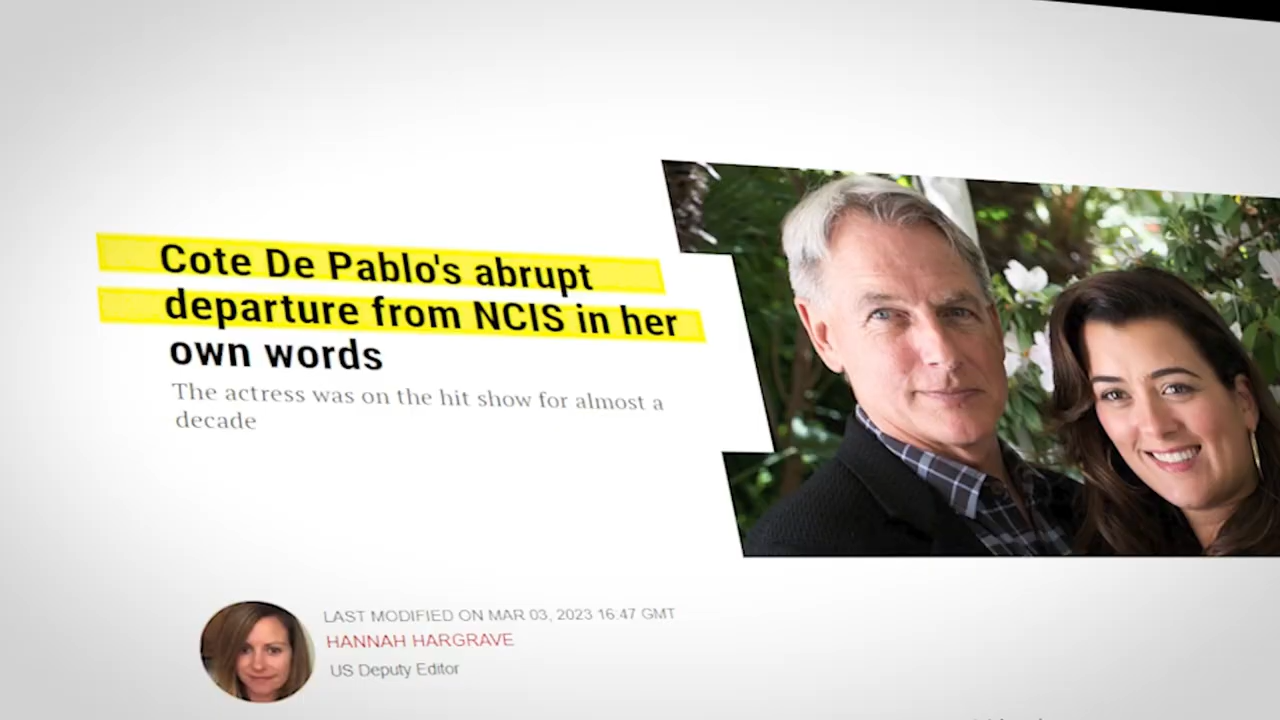 Cote De Pablo's abrupt
departure from NCIS in her
own words
The actress was on the hit show for almost a
decade
LAST MODIFIED ON MAR 03, 2023 16:47 GMT
HANNAH HARGRAVE
US Deputy Editor